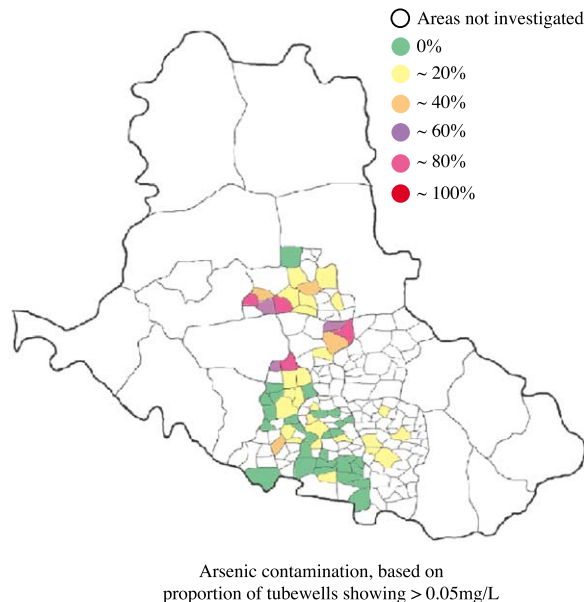 Areas not investigated
0%
~ 20%
~ 40%
~ 60%
~ 80%
~ 100%
Arsenic contamination, based on
proportion of tubewells showing > 0.05mg/L